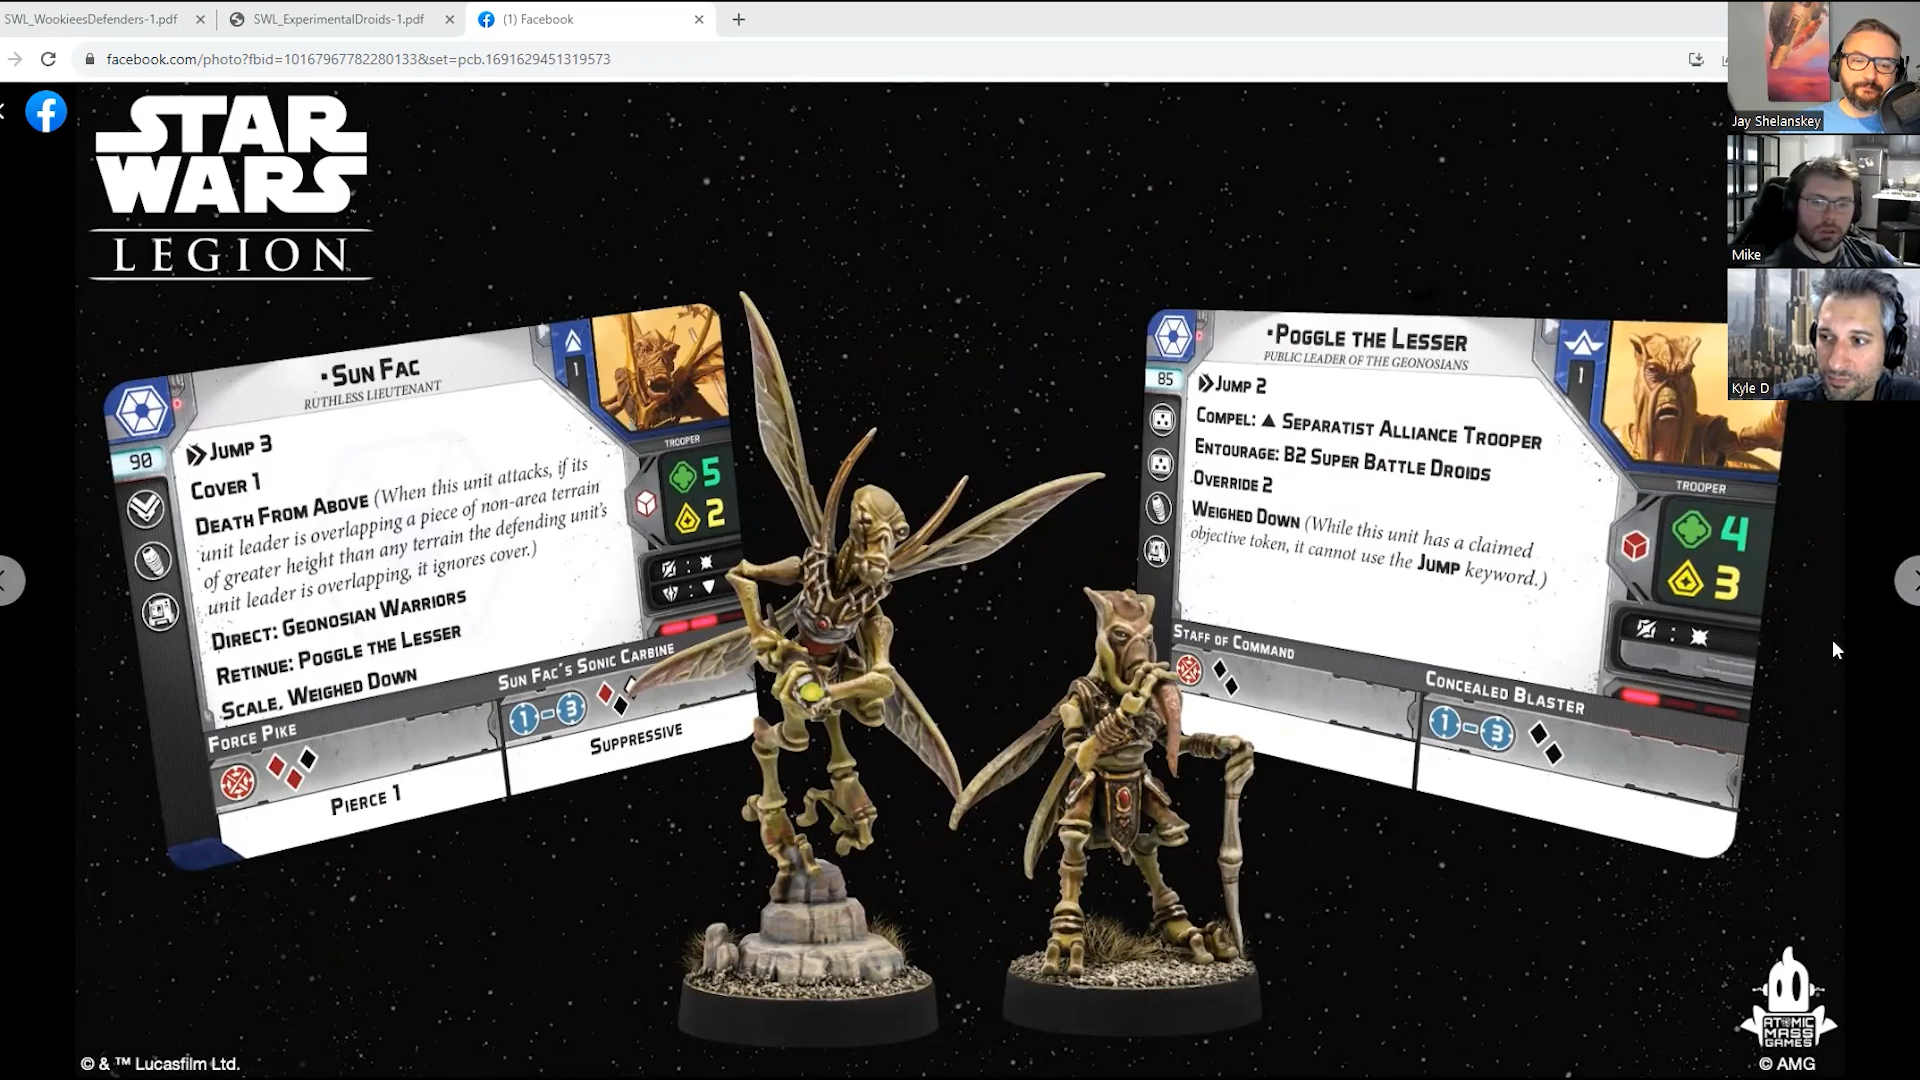 SWL_WookieesDefenders-1.pdf
SWL_ExperimentalDroids-1.pdf
(1) Facebook
facebook.com/photo?fbid=10167967782280133&set=pcb.1691629451319573
Jay Shelanskey
Mike
Kyle D
STAR
WARS
LEGION
•Sun Fac
RUTHLESS LIEUTENANT
1
90
Jump 3
Cover 1
Death From Above (When this unit attacks, if its
unit leader is overlapping a piece of non-area terrain
of greater height than any terrain the defending unit's
unit leader is overlapping, it ignores cover.)
Direct: Geonosian Warriors
Retinue: Poggle the Lesser
Scale, Weighed Down
TROOPER
5
2
Force Pike
Pierce 1
Sun Fac's Sonic Carbine
1-3
Suppressive
•Poggle the Lesser
PUBLIC LEADER OF THE GEONOSIANS
1
85
Jump 2
Compel: Separatist Alliance Trooper
Entourage: B2 Super Battle Droids
Override 2
Weighed Down (While this unit has a claimed
objective token, it cannot use the Jump keyword.)
TROOPER
4
3
Staff of Command
Concealed Blaster
1-3
© & ™ Lucasfilm Ltd.
ATOMIC
MASS
GAMES
© AMG